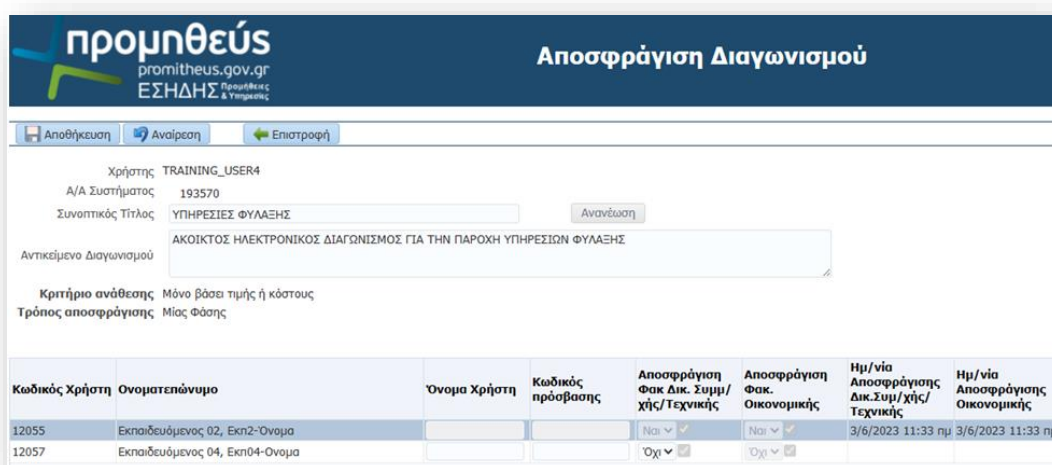 προμηθεύς
promitheus.gov.gr
ΕΣΗΔΗΣ Προμήθειες & Υπηρεσίες
Αποσφράγιση Διαγωνισμού
Αποθήκευση Αναίρεση Επιστροφή
Χρήστης TRAINING_USER4
Α/Α Συστήματος 193570
Συνοπτικός Τίτλος ΥΠΗΡΕΣΙΕΣ ΦΥΛΑΞΗΣ Ανανέωση
Αντικείμενο Διαγωνισμού ΑΚΟΙΚΤΟΣ ΗΛΕΚΤΡΟΝΙΚΟΣ ΔΙΑΓΩΝΙΣΜΟΣ ΓΙΑ ΤΗΝ ΠΑΡΟΧΗ ΥΠΗΡΕΣΙΩΝ ΦΥΛΑΞΗΣ
Κριτήριο ανάθεσης Μόνο βάσει τιμής ή κόστους
Τρόπος αποσφράγισης Μίας Φάσης
Κωδικός Χρήστη Ονοματεπώνυμο Όνομα Χρήστη Κωδικός πρόσβασης Αποσφράγιση Φακ Δικ. Συμμ/χής/Τεχνικής Αποσφράγιση Φακ. Οικονομικής Ημ/νία Αποσφράγισης Δικ.Συμ/χής/Τεχνικής Ημ/νία Αποσφράγισης Οικονομικής
12055 Εκπαιδευόμενος 02, Εκπ2-Όνομα Ναι Ναι 3/6/2023 11:33 πμ 3/6/2023 11:33 πμ
12057 Εκπαιδευόμενος 04, Εκπ04-Ονομα Όχι Όχι